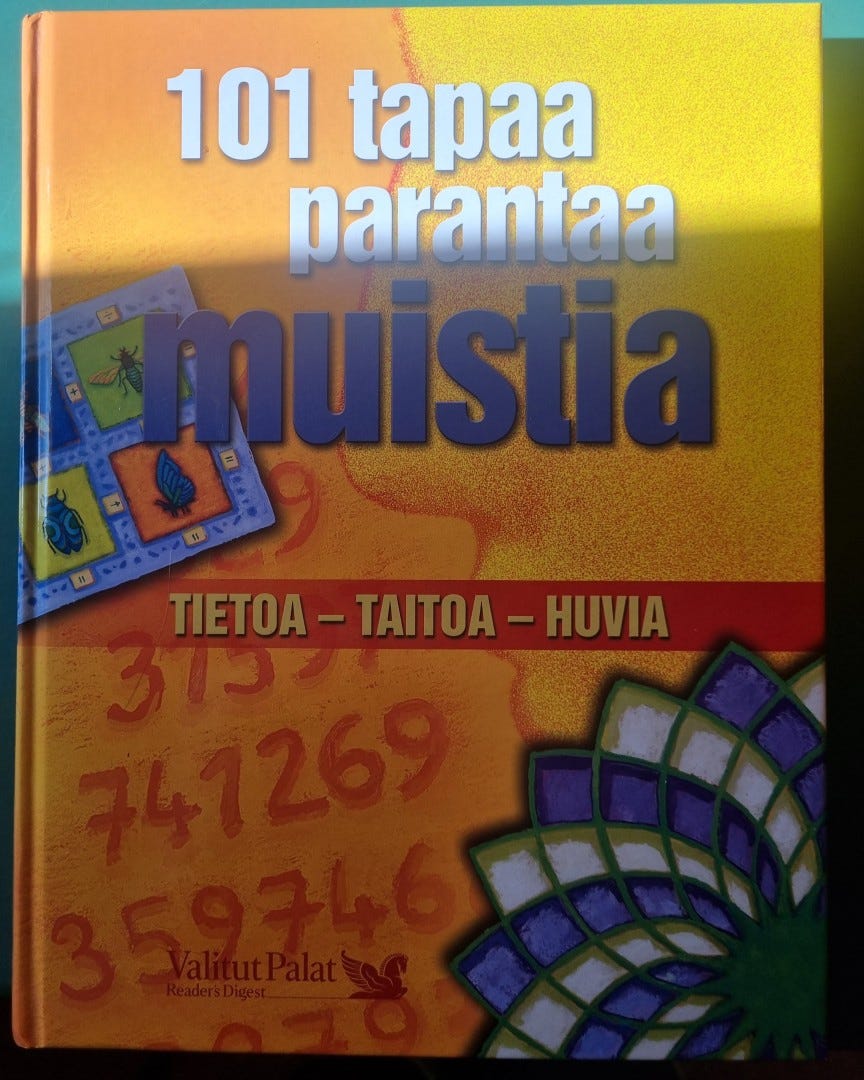 101 tapaa
parantaa
muistia
TIETOA – TAITOA – HUVIA
741269
359746
Valitut Palat
Reader's Digest